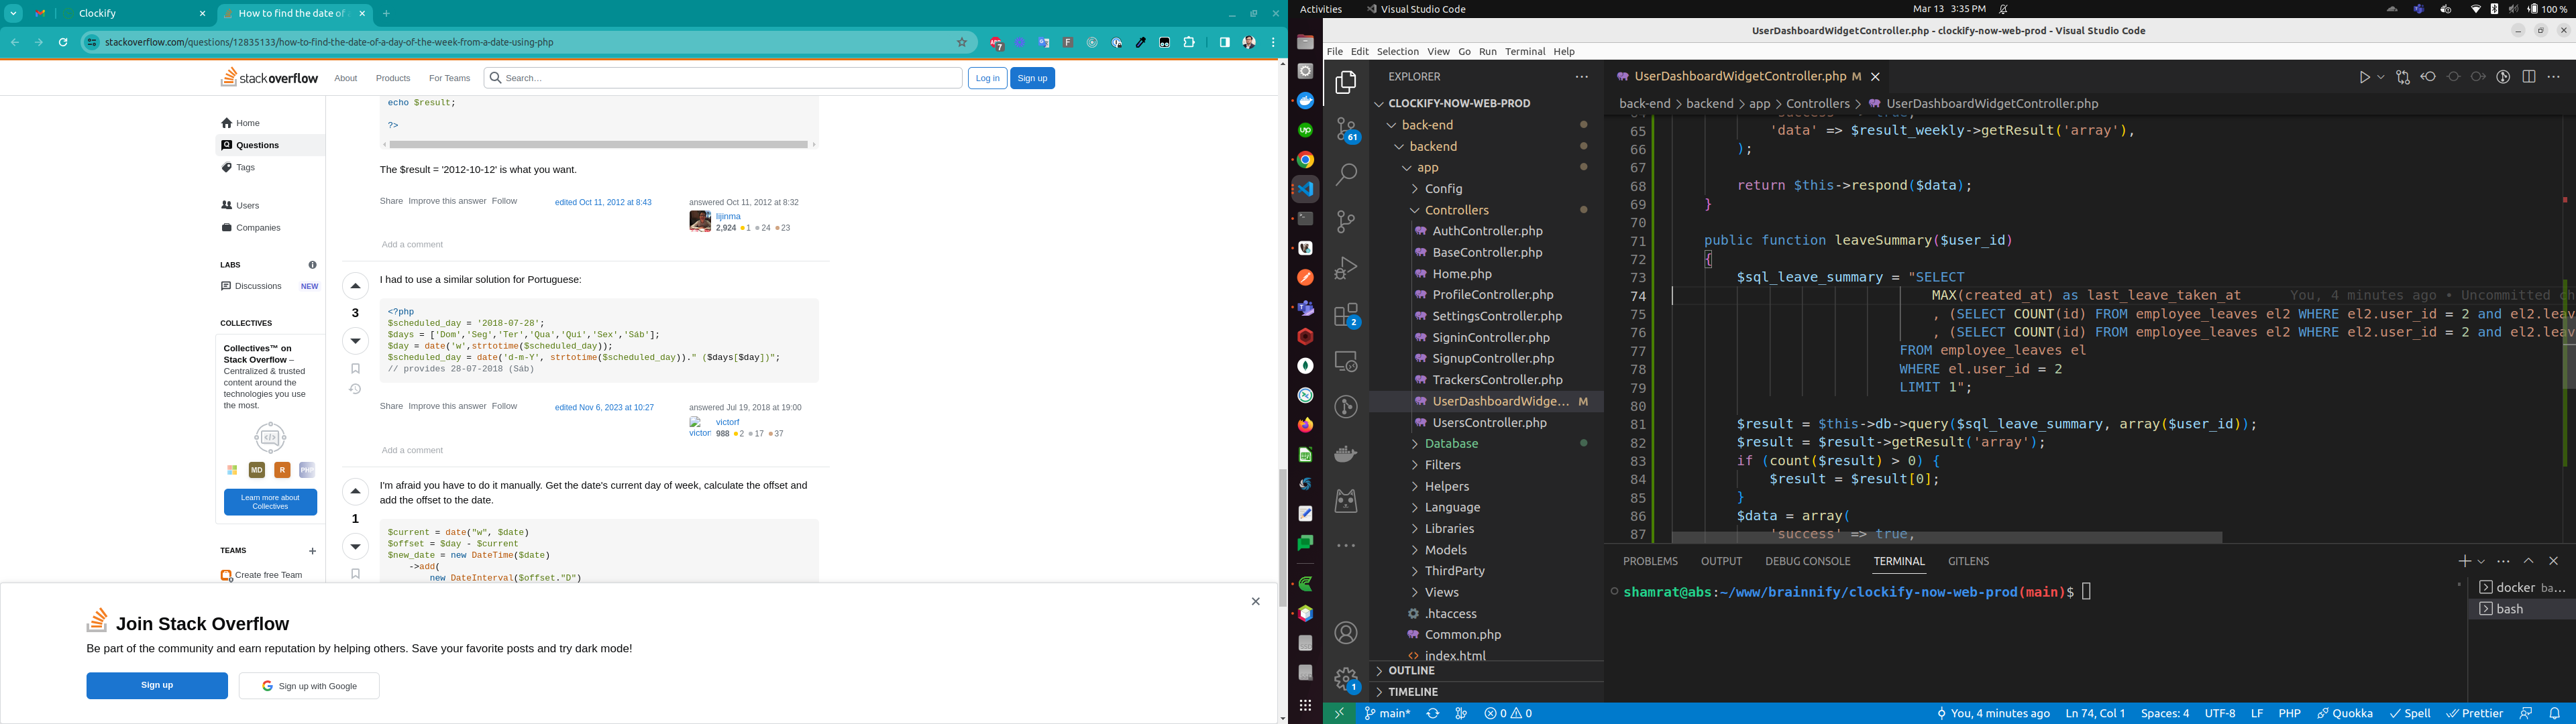 Clockify
How to find the date of a
stackoverflow.com/questions/12835133/how-to-find-the-date-of-a-day-of-the-week-from-a-date-using-php
7
stackoverflow
About
Products
For Teams
Search…
Log in
Sign up
Home
Questions
Tags
Users
Companies
LABS
Discussions
NEW
COLLECTIVES
Collectives™ on
Stack Overflow –
Centralized & trusted
content around the
technologies you use
the most.
MD
R
PHP
Learn more about
Collectives
TEAMS
Create free Team
echo $result;
?>
The $result = '2012-10-12' is what you want.
Share Improve this answer Follow
edited Oct 11, 2012 at 8:43
answered Oct 11, 2012 at 8:32
lijinma
2,924 1 24 23
Add a comment
3
I had to use a similar solution for Portuguese:
<?php
$scheduled_day = '2018-07-28';
$days = ['Dom','Seg','Ter','Qua','Qui','Sex','Sáb'];
$day = date('w',strtotime($scheduled_day));
$scheduled_day = date('d-m-Y', strtotime($scheduled_day))." ($days[$day])";
// provides 28-07-2018 (Sáb)
Share Improve this answer Follow
edited Nov 6, 2023 at 10:27
answered Jul 19, 2018 at 19:00
victor
victorf
988 2 17 37
Add a comment
1
I'm afraid you have to do it manually. Get the date's current day of week, calculate the offset and
add the offset to the date.
$current = date("w", $date)
$offset = $day - $current
$new_date = new DateTime($date)
->add(
new DateInterval($offset."D")
Join Stack Overflow
Be part of the community and earn reputation by helping others. Save your favorite posts and try dark mode!
Sign up
Sign up with Google
Activities
Visual Studio Code
Mar 13 3:35 PM
100 %
UserDashboardWidgetController.php - clockify-now-web-prod - Visual Studio Code
File Edit Selection View Go Run Terminal Help
61
2
1
EXPLORER
CLOCKIFY-NOW-WEB-PROD
back-end
backend
app
Config
Controllers
AuthController.php
BaseController.php
Home.php
ProfileController.php
SettingsController.php
SigninController.php
SignupController.php
TrackersController.php
UserDashboardWidge... M
UsersController.php
Database
Filters
Helpers
Language
Libraries
Models
ThirdParty
Views
.htaccess
Common.php
index.html
OUTLINE
TIMELINE
UserDashboardWidgetController.php M
back-end > backend > app > Controllers > UserDashboardWidgetController.php
65 'data' => $result_weekly->getResult('array'),
66 );
67
68 return $this->respond($data);
69 }
70
71 public function leaveSummary($user_id)
72 {
73 $sql_leave_summary = "SELECT
74 MAX(created_at) as last_leave_taken_at You, 4 minutes ago • Uncommitted ch
75 , (SELECT COUNT(id) FROM employee_leaves el2 WHERE el2.user_id = 2 and el2.leav
76 , (SELECT COUNT(id) FROM employee_leaves el2 WHERE el2.user_id = 2 and el2.leav
77 FROM employee_leaves el
78 WHERE el.user_id = 2
79 LIMIT 1";
80
81 $result = $this->db->query($sql_leave_summary, array($user_id));
82 $result = $result->getResult('array');
83 if (count($result) > 0) {
84 $result = $result[0];
85 }
86 $data = array(
87 'success' => true,
PROBLEMS OUTPUT DEBUG CONSOLE TERMINAL GITLENS
shamrat@abs:~/www/brainnify/clockify-now-web-prod(main)$
docker ba...
bash
main*
0 0
You, 4 minutes ago
Ln 74, Col 1
Spaces: 4
UTF-8
LF
PHP
Quokka
Spell
Prettier